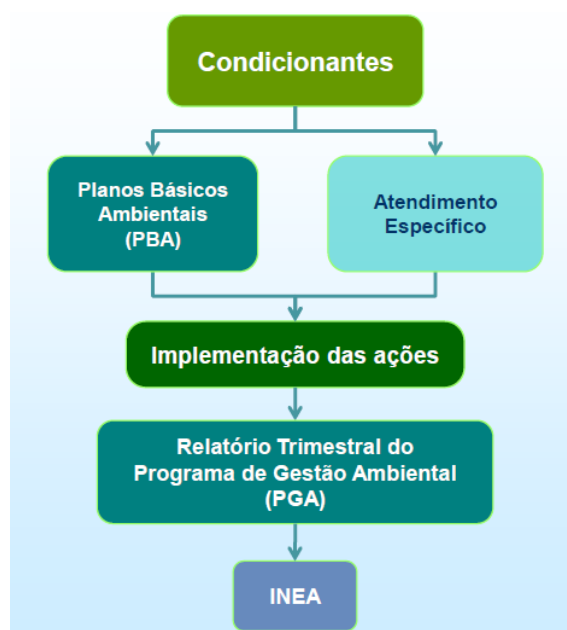 Condicionantes
Planos Básicos
Ambientais
(PBA)
Atendimento
Específico
Implementação das ações
Relatório Trimestral do
Programa de Gestão Ambiental
(PGA)
INEA